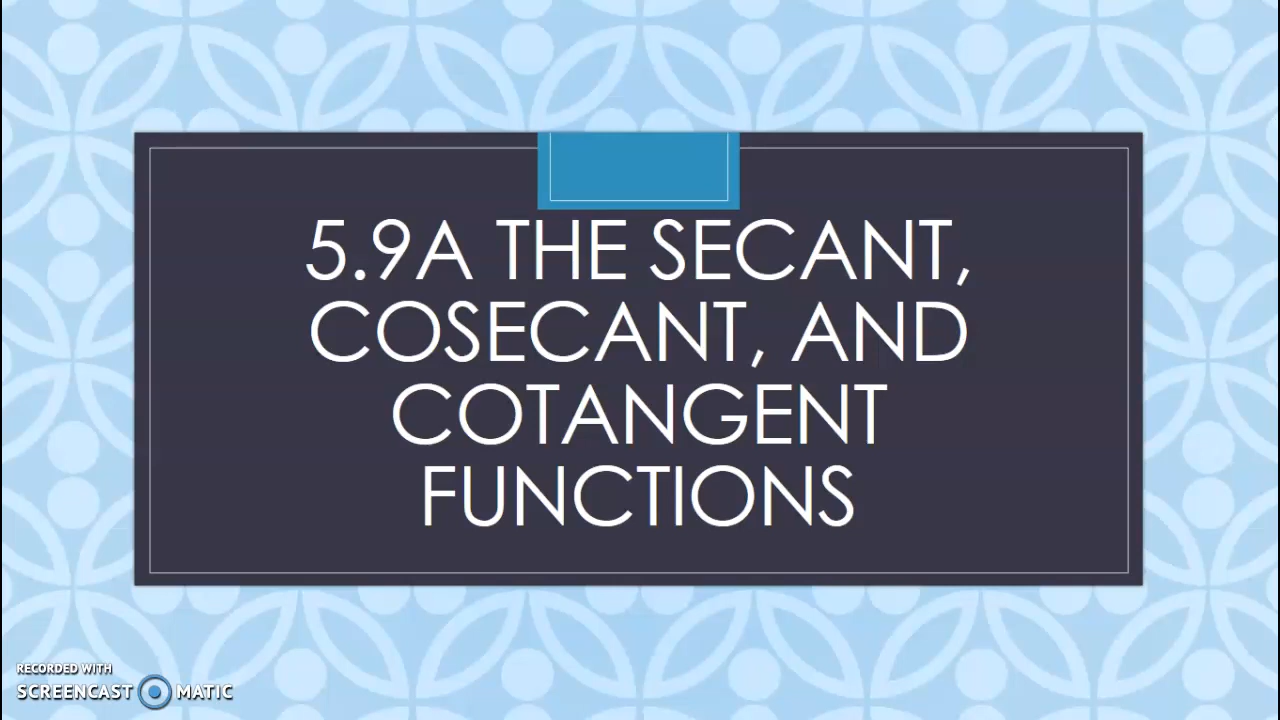 5.9A THE SECANT,
COSECANT, AND
COTANGENT
FUNCTIONS
RECORDED WITH
SCREENCAST MATIC